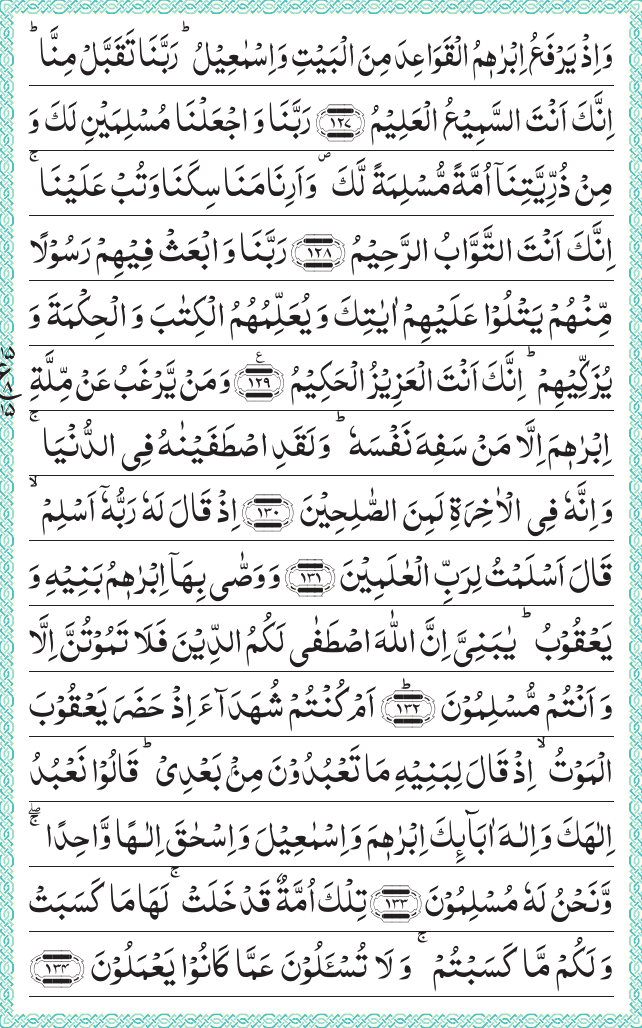 وَاِذْ يَرْفَعُ اِبْرٰهٖمُ الْقَوَاعِدَ مِنَ الْبَيْتِ وَاِسْمٰعِيْلُ ؕ رَبَّنَا تَقَبَّلْ مِنَّا ؕ
اِنَّكَ اَنْتَ السَّمِيْعُ الْعَلِيْمُ ﴿۱۲۷﴾ رَبَّنَا وَ اجْعَلْنَا مُسْلِمَيْنِ لَكَ وَ
مِنْ ذُرِّيَّتِنَاۤ اُمَّةً مُّسْلِمَةً لَّكَ ۪ وَاَرِنَا مَنَاسِكَنَا وَتُبْ عَلَيْنَا ۚ
اِنَّكَ اَنْتَ التَّوَّابُ الرَّحِيْمُ ﴿۱۲۸﴾ رَبَّنَا وَ ابْعَثْ فِيْهِمْ رَسُوْلًا
مِّنْهُمْ يَتْلُوْا عَلَيْهِمْ اٰيٰتِكَ وَ يُعَلِّمُهُمُ الْكِتٰبَ وَ الْحِكْمَةَ وَ
يُزَكِّيْهِمْ ؕ اِنَّكَ اَنْتَ الْعَزِيْزُ الْحَكِيْمُ ﴿۱۲۹﴾ ع وَ مَنْ يَّرْغَبُ عَنْ مِّلَّةِ
اِبْرٰهٖمَ اِلَّا مَنْ سَفِهَ نَفْسَهٗ ؕ وَ لَقَدِ اصْطَفَيْنٰهُ فِى الدُّنْيَا ۚ
وَ اِنَّهٗ فِى الْاٰخِرَةِ لَمِنَ الصّٰلِحِيْنَ ﴿۱۳۰﴾ اِذْ قَالَ لَهٗ رَبُّهٗۤ اَسْلِمْ ۙ
قَالَ اَسْلَمْتُ لِرَبِّ الْعٰلَمِيْنَ ﴿۱۳۱﴾ وَ وَصّٰى بِهَاۤ اِبْرٰهٖمُ بَنِيْهِ وَ
يَعْقُوْبُ ؕ يٰبَنِىَّ اِنَّ اللّٰهَ اصْطَفٰى لَكُمُ الدِّيْنَ فَلَا تَمُوْتُنَّ اِلَّا
وَ اَنْتُمْ مُّسْلِمُوْنَ ﴿۱۳۲﴾ ؕ اَمْ كُنْتُمْ شُهَدَآءَ اِذْ حَضَرَ يَعْقُوْبَ
الْمَوْتُ ۙ اِذْ قَالَ لِبَنِيْهِ مَا تَعْبُدُوْنَ مِنْۢ بَعْدِىْ ؕ قَالُوْا نَعْبُدُ
اِلٰهَكَ وَ اِلٰهَ اٰبَآئِكَ اِبْرٰهٖمَ وَ اِسْمٰعِيْلَ وَ اِسْحٰقَ اِلٰهًا وَّاحِدًا ۖۚ
وَّ نَحْنُ لَهٗ مُسْلِمُوْنَ ﴿۱۳۳﴾ تِلْكَ اُمَّةٌ قَدْ خَلَتْ ۚ لَهَا مَا كَسَبَتْ
وَ لَكُمْ مَّا كَسَبْتُمْ ۚ وَ لَا تُسْـَٔلُوْنَ عَمَّا كَانُوْا يَعْمَلُوْنَ ﴿۱۳۴﴾